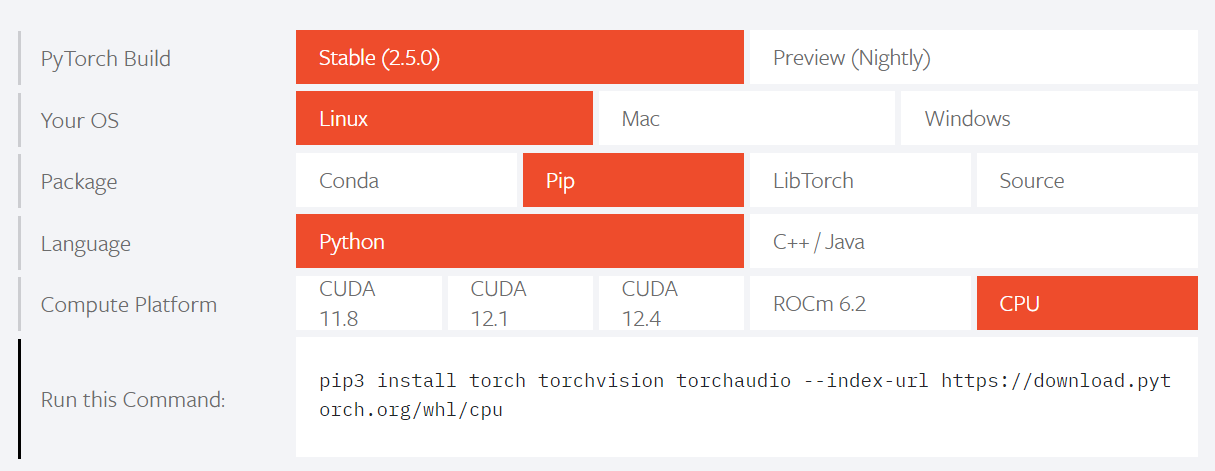 PyTorch Build
Stable (2.5.0)
Preview (Nightly)
Your OS
Linux
Mac
Windows
Package
Conda
Pip
LibTorch
Source
Language
Python
C++ / Java
Compute Platform
CUDA
11.8
CUDA
12.1
CUDA
12.4
ROCm 6.2
CPU
Run this Command:
pip3 install torch torchvision torchaudio --index-url https://download.pyt
orch.org/whl/cpu